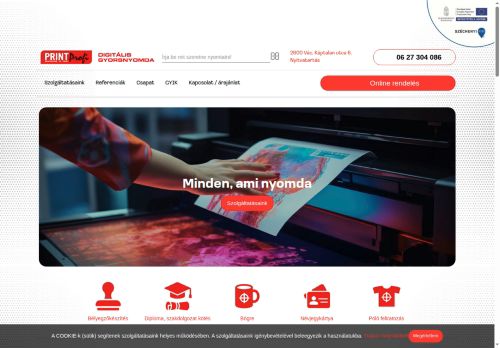 SZÉCHENYI
PRINT Profi
DIGITÁLIS
GYORSNYOMDA
Írja be mit szeretne nyomtatni!
2600 Vác, Káptalan utca 6.
Nyitvatartás
06 27 304 086
Szolgáltatásaink
Referenciák
Csapat
GYIK
Kapcsolat / árajánlat
Online rendelés
Minden, ami nyomda
Szolgáltatásaink
Bélyegzőkészítés
Diploma, szakdolgozat kötés
Bögre
Névjegykártya
Póló feliratozás
A COOKIE-k (sütik) segítenek szolgáltatásaink helyes működésében. A szolgáltatásaink igénybevételével beleegyezik a használatukba.
Megértettem